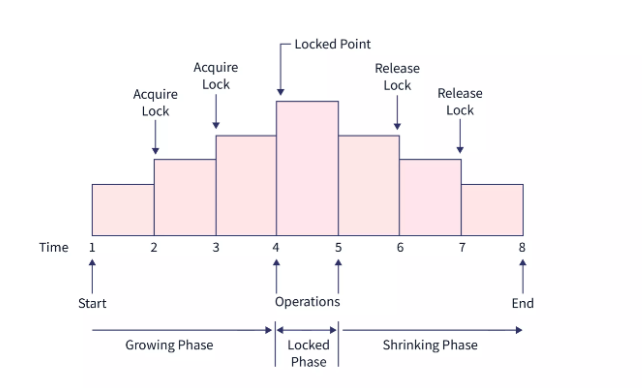 Locked Point
Acquire
Lock
Release
Lock
Acquire
Lock
Release
Lock
Time 1 2 3 4 5 6 7 8
Start
Operations
End
Growing Phase
Locked
Phase
Shrinking Phase